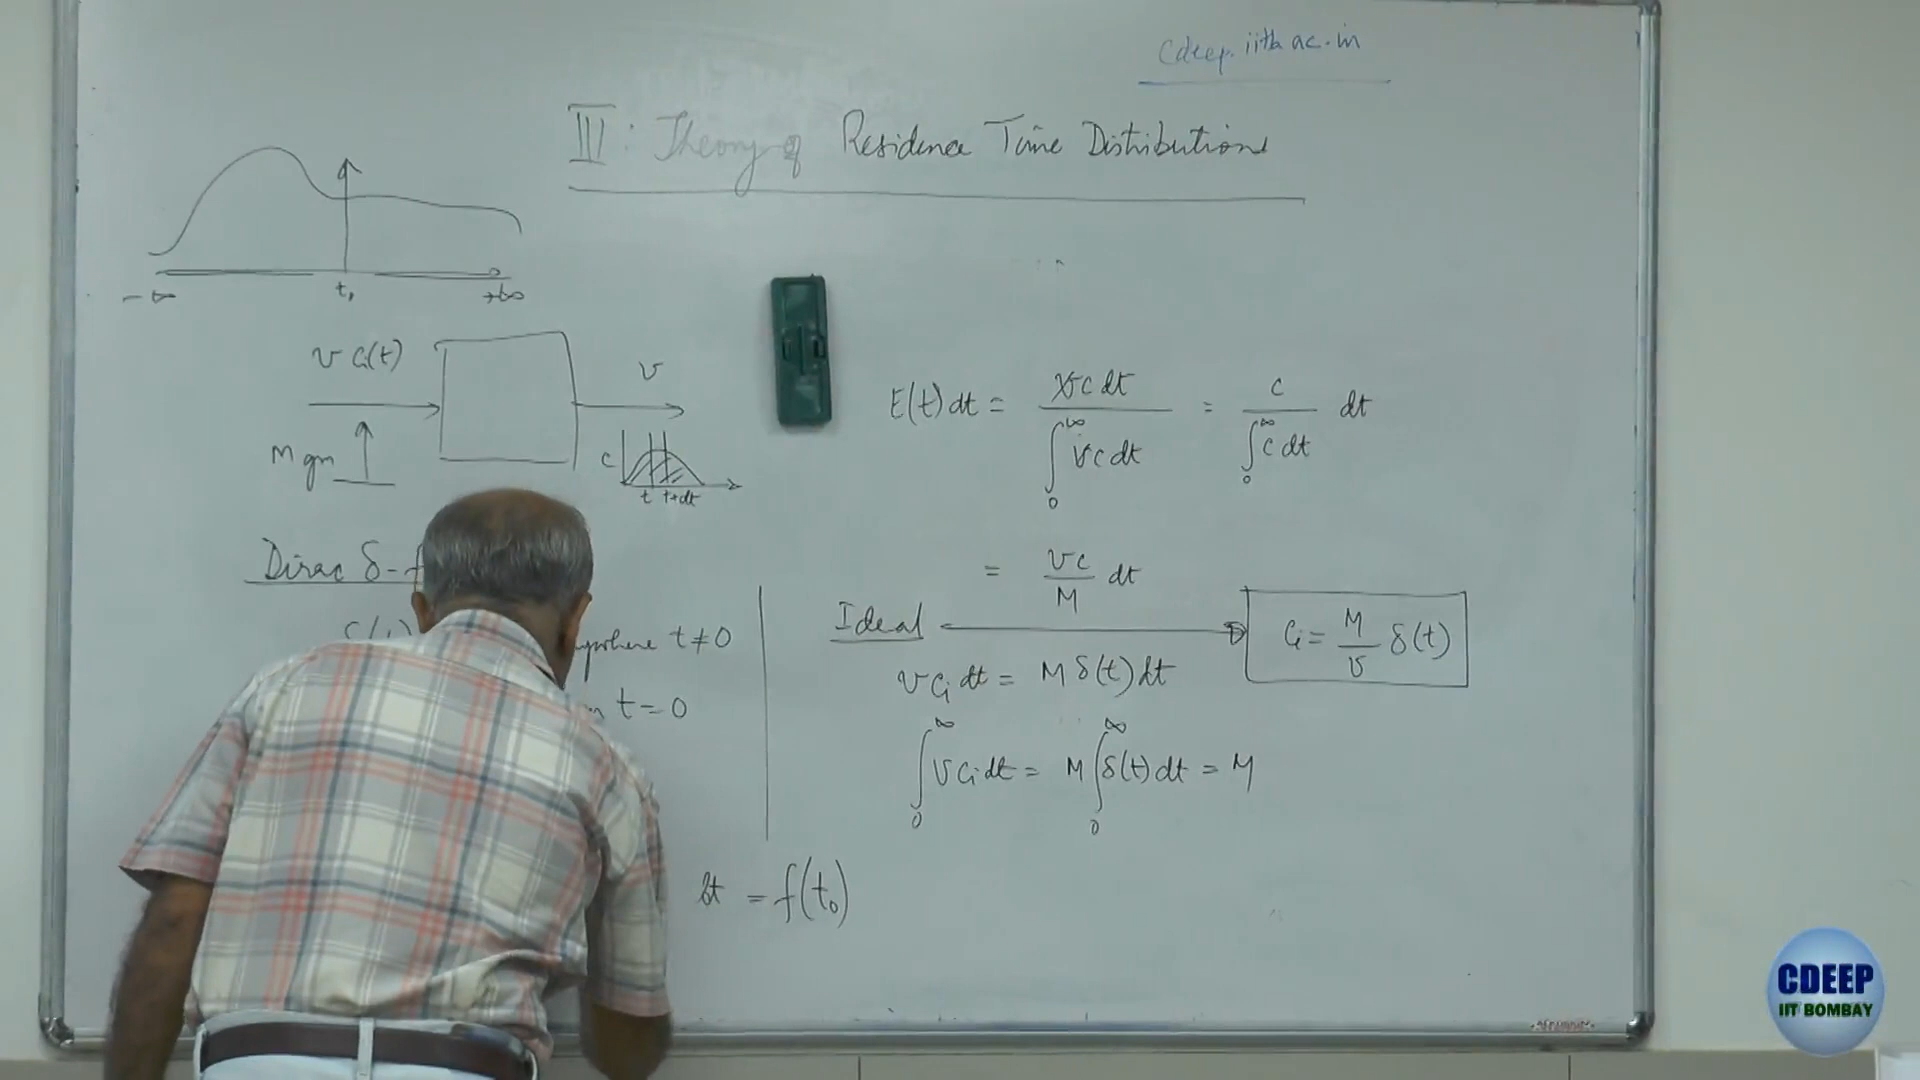 Cdeep.iitb.ac.in
III : Theory of Residence Time Distributions
-∞ t₁ +∞
v Cᵢ(t)
v
M gm
C
t t+dt
E(t)dt = vc dt / ∫₀^∞ vc dt = c / ∫₀^∞ c dt dt
= vc / M dt
Dirac δ-f
t≠0
t=0
Ideal
Cᵢ = M/v δ(t)
v Cᵢ dt = M δ(t) dt
∫₀^∞ v Cᵢ dt = M ∫₀^∞ δ(t) dt = M
dt = f(t₀)
CDEEP
IIT BOMBAY